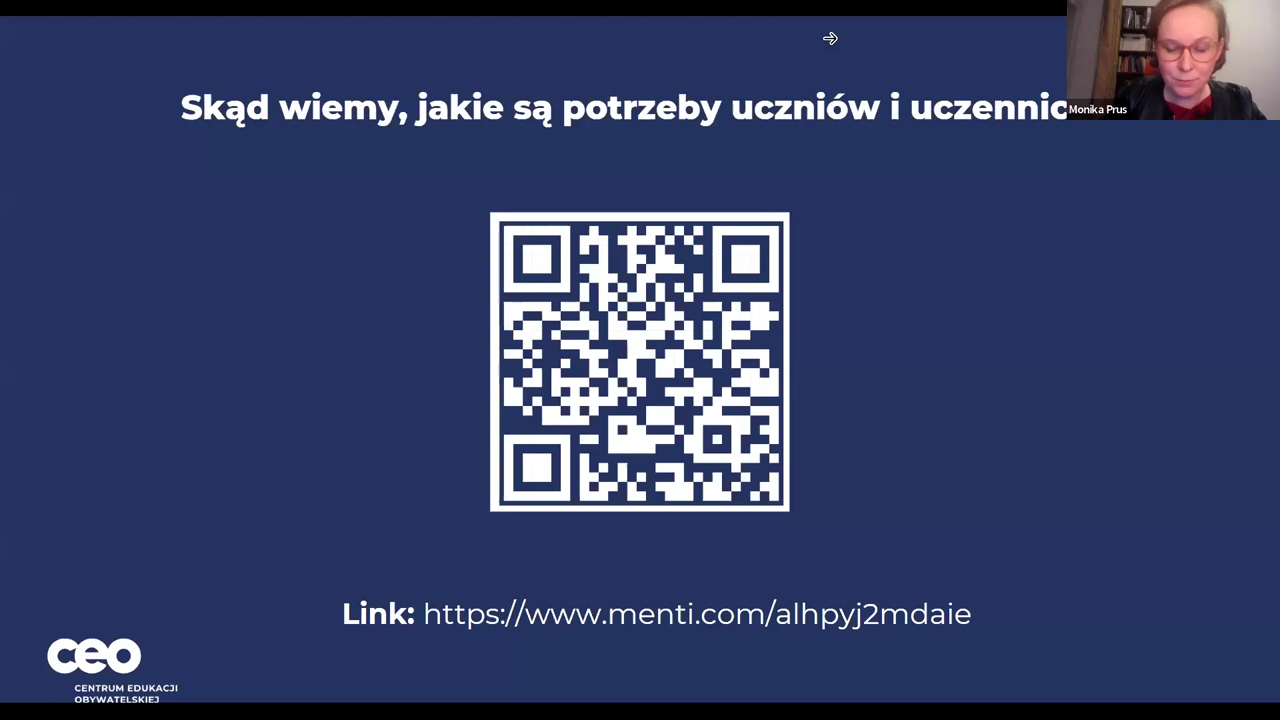 Skąd wiemy, jakie są potrzeby uczniów i uczennic
Monika Prus
Link: https://www.menti.com/alhpyj2mdaie
ceo
CENTRUM EDUKACJI
OBYWATELSKIEJ